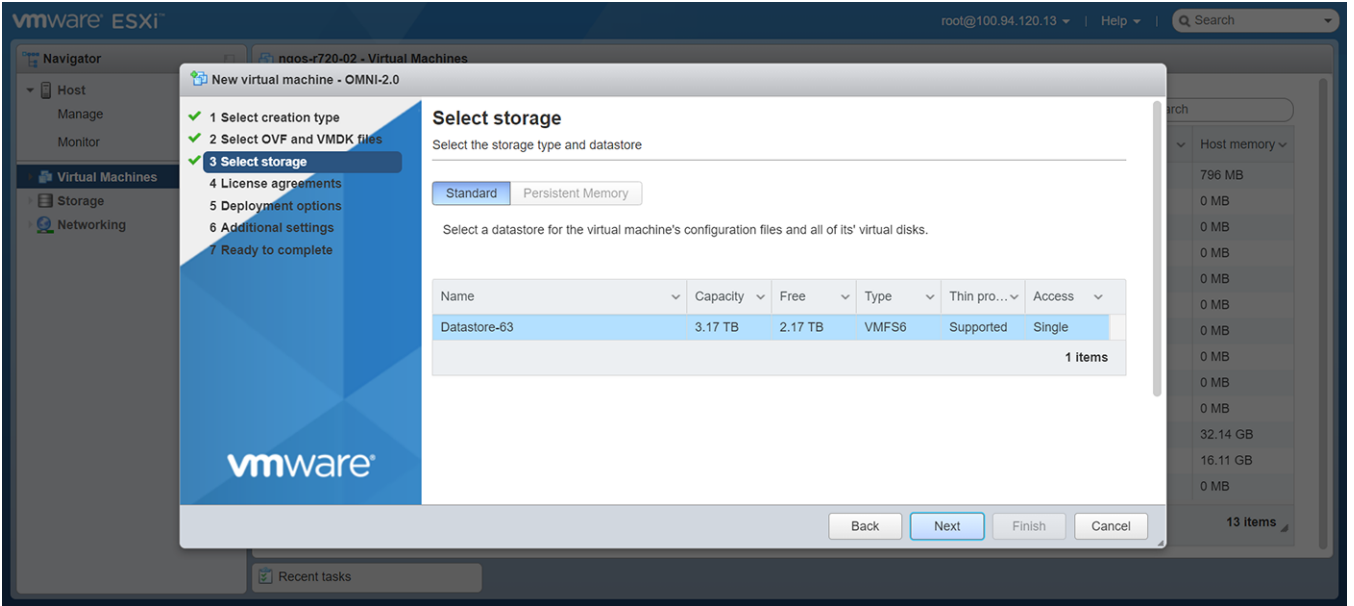 vmware ESXi™
root@100.94.120.13 | Help | Search
Navigator
ngos-r720-02 - Virtual Machines
Host
Manage
Monitor
Virtual Machines
Storage
Networking
New virtual machine - OMNI-2.0
1 Select creation type
2 Select OVF and VMDK files
3 Select storage
4 License agreements
5 Deployment options
6 Additional settings
7 Ready to complete
vmware®
Select storage
Select the storage type and datastore
Standard Persistent Memory
Select a datastore for the virtual machine's configuration files and all of its' virtual disks.
Name Capacity Free Type Thin pro... Access
Datastore-63 3.17 TB 2.17 TB VMFS6 Supported Single
1 items
Back Next Finish Cancel
Host memory
796 MB
0 MB
0 MB
0 MB
0 MB
0 MB
0 MB
0 MB
0 MB
0 MB
32.14 GB
16.11 GB
0 MB
13 items
Recent tasks